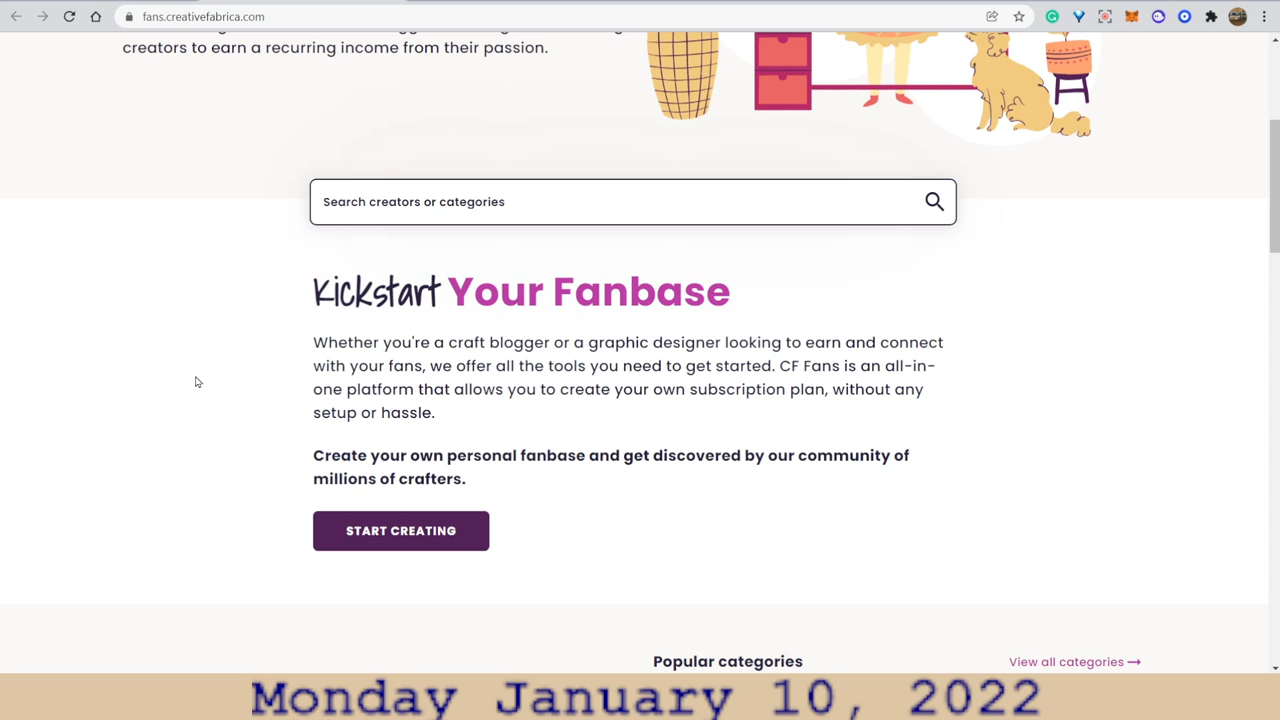 fans.creativefabrica.com
creators to earn a recurring income from their passion.
Search creators or categories
Kickstart Your Fanbase
Whether you're a craft blogger or a graphic designer looking to earn and connect
with your fans, we offer all the tools you need to get started. CF Fans is an all-in-
one platform that allows you to create your own subscription plan, without any
setup or hassle.
Create your own personal fanbase and get discovered by our community of
millions of crafters.
START CREATING
Popular categories
View all categories
Monday January 10, 2022